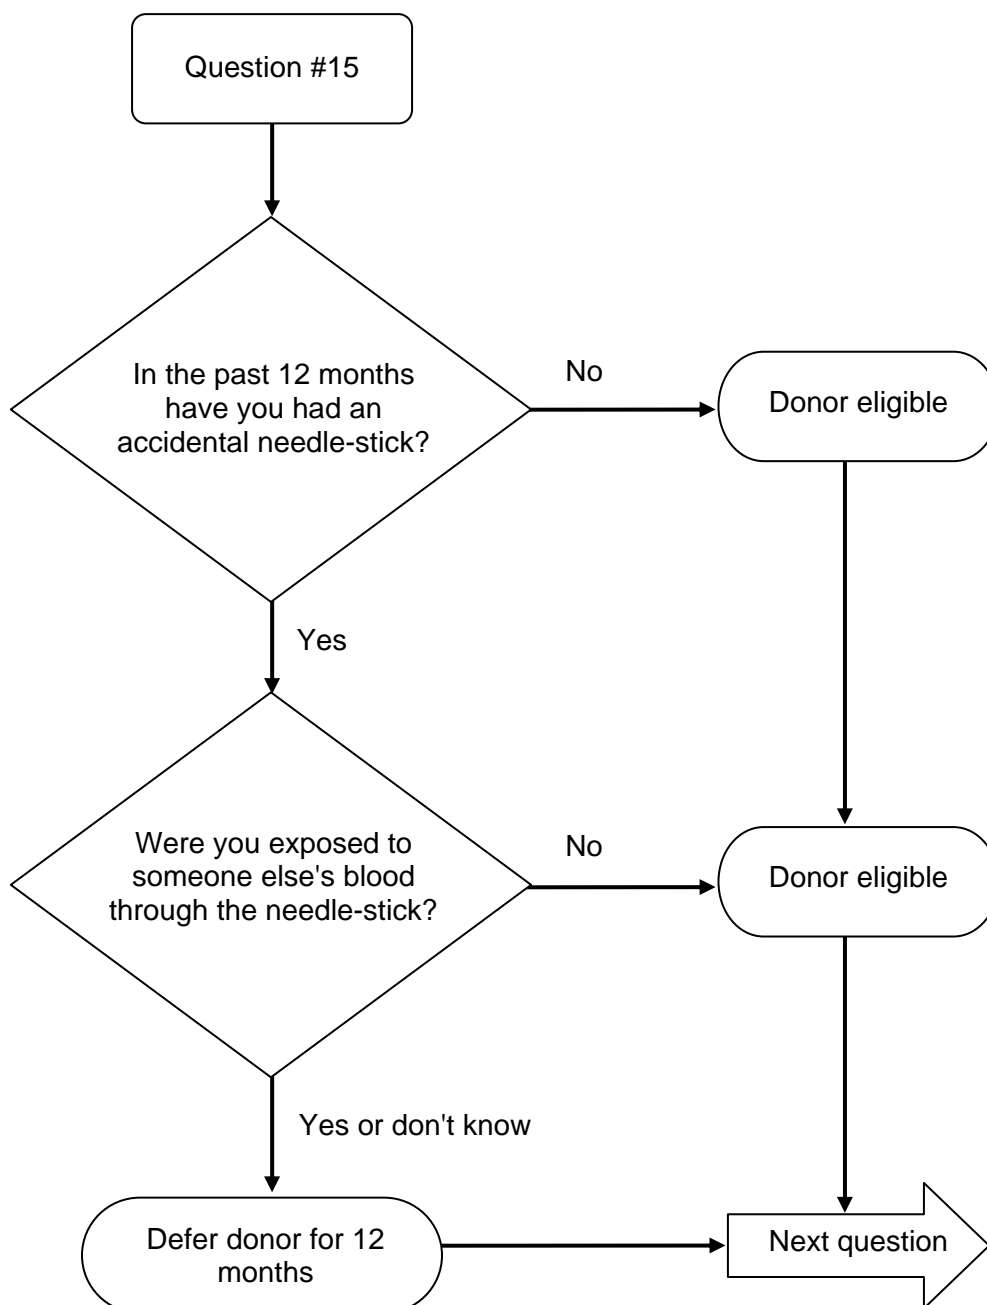 Question #15
In the past 12 months
have you had an
accidental needle-stick?
No
Donor eligible
Yes
Were you exposed to
someone else's blood
through the needle-stick?
No
Donor eligible
Yes or don't know
Defer donor for 12
months
Next question